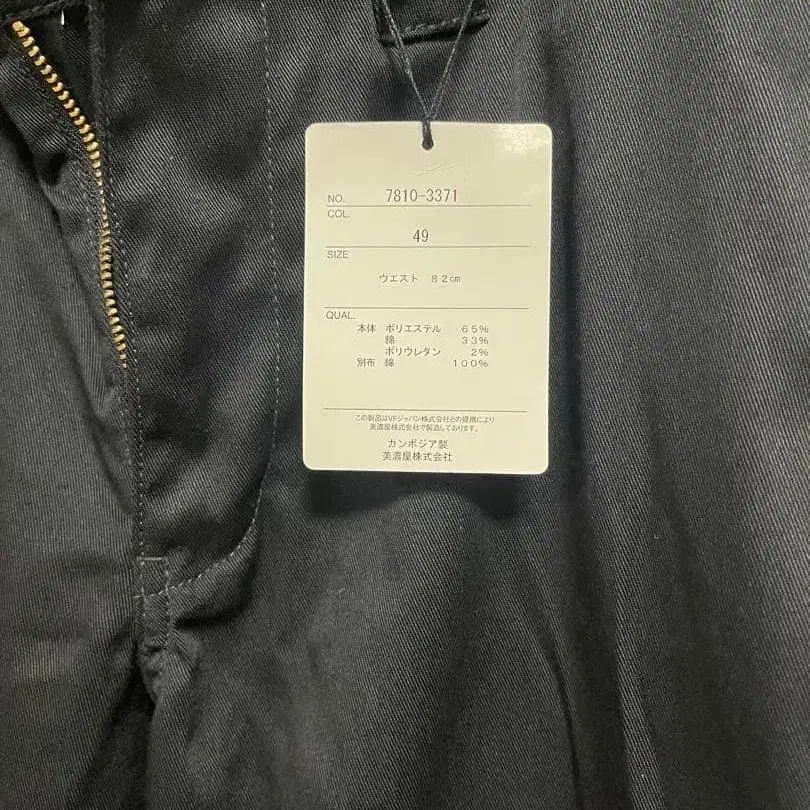 NO. 7810-3371
COL.
49
SIZE
ウエスト ８２㎝
QUAL.
本体 ポリエステル ６５％
綿 ３３％
ポリウレタン ２％
別布 綿 １００％
この製品はVFジャパン株式会社との提携により
美濃屋株式会社で製造しております。
カンボジア製
美濃屋株式会社